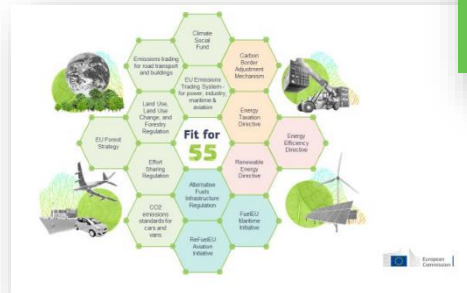 Climate
Social
Fund
Emissions trading
for road transport
and buildings
Carbon
Border
Adjustment
Mechanism
EU Emissions
Trading System -
for power, industry,
maritime &
aviation
Land Use,
Land Use
Change, and
Forestry
Regulation
Energy
Taxation
Directive
EU Forest
Strategy
Fit for
55
Energy
Efficiency
Directive
Effort
Sharing
Regulation
Renewable
Energy
Directive
Alternative
Fuels
Infrastructure
Regulation
CO2
emissions
standards for
cars and
vans
FuelEU
Maritime
Initiative
ReFuelEU
Aviation
Initiative
European
Commission